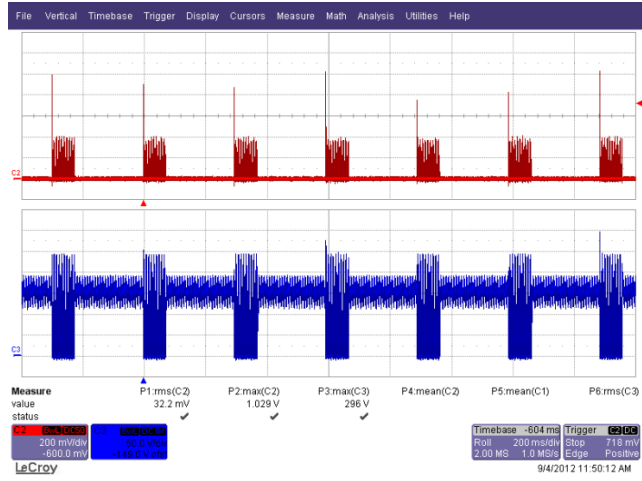 File Vertical Timebase Trigger Display Cursors Measure Math Analysis Utilities Help
C2
C3
Measure P1:rms(C2) P2:max(C2) P3:max(C3) P4:mean(C2) P5:mean(C1) P6:rms(C3)
value 32.2 mV 1.029 V 296 V
status ✔ ✔ ✔
C2
200 mV/div
-600.0 mV
Timebase -604 ms
Roll 200 ms/div
2.00 MS 1.0 MS/s
Trigger C2 DC
Stop 718 mV
Edge Positive
LeCroy
9/4/2012 11:50:12 AM